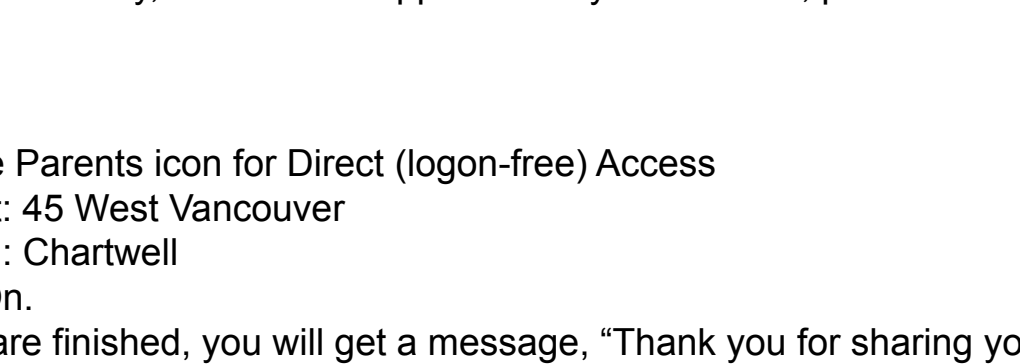 Parents icon for Direct (logon-free) Access
: 45 West Vancouver
: Chartwell
n.
are finished, you will get a message, “Thank you for sharing yo